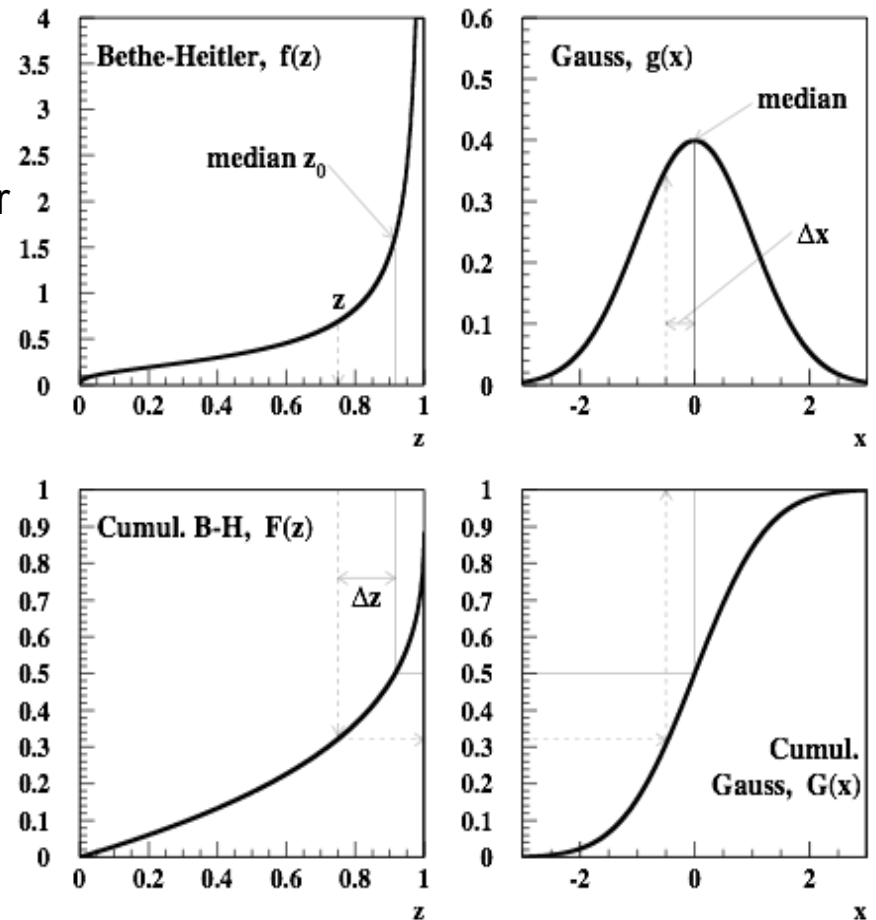 r
4
3.5
3
2.5
2
1.5
1
0.5
0
Bethe-Heitler, f(z)
median z₀
z
0 0.2 0.4 0.6 0.8 1
z
0.6
0.5
0.4
0.3
0.2
0.1
0
Gauss, g(x)
median
Δx
-2 0 2
x
1
0.9
0.8
0.7
0.6
0.5
0.4
0.3
0.2
0.1
0
Cumul. B-H, F(z)
Δz
0 0.2 0.4 0.6 0.8 1
z
1
0.9
0.8
0.7
0.6
0.5
0.4
0.3
0.2
0.1
0
Cumul.
Gauss, G(x)
-2 0 2
x